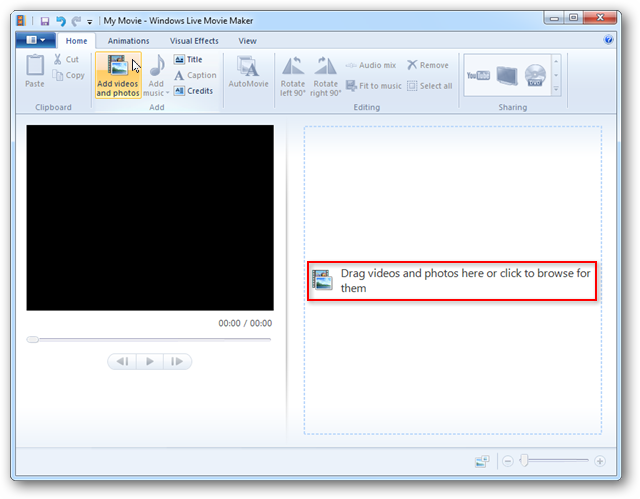 My Movie - Windows Live Movie Maker
Home Animations Visual Effects View
Paste
Cut
Copy
Clipboard
Add videos
and photos
Add
music
Title
Caption
Credits
Add
AutoMovie
Rotate
left 90°
Rotate
right 90°
Audio mix
Fit to music
Remove
Select all
Editing
YouTube
DVD
Sharing
00:00 / 00:00
Drag videos and photos here or click to browse for
them